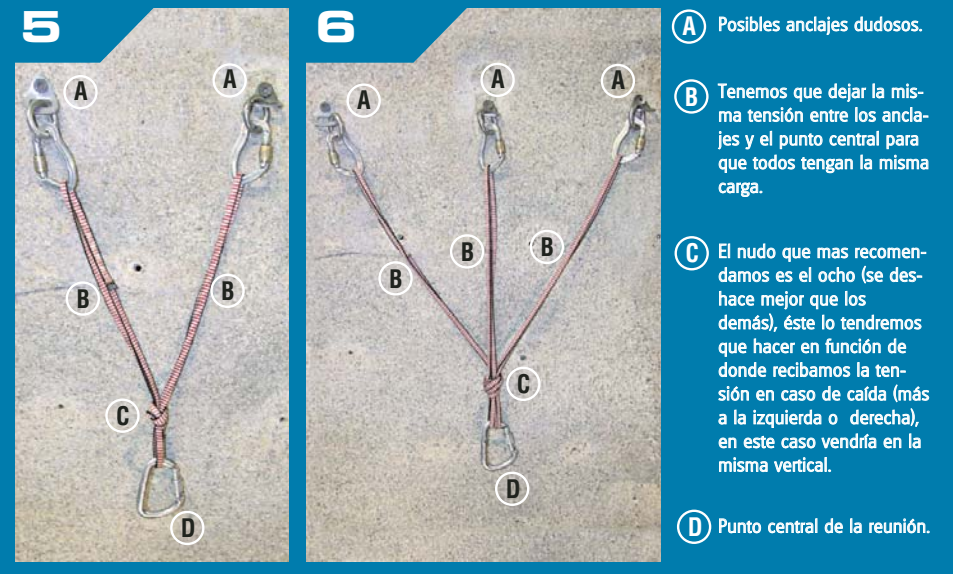 5
6
A
A
B
B
C
D
A
A
A
B
B
B
C
D
A Posibles anclajes dudosos.
B Tenemos que dejar la mis-
ma tensión entre los ancla-
jes y el punto central para
que todos tengan la misma
carga.
C El nudo que mas recomen-
damos es el ocho (se des-
hace mejor que los
demás), éste lo tendremos
que hacer en función de
donde recibamos la ten-
sión en caso de caída (más
a la izquierda o derecha),
en este caso vendría en la
misma vertical.
D Punto central de la reunión.